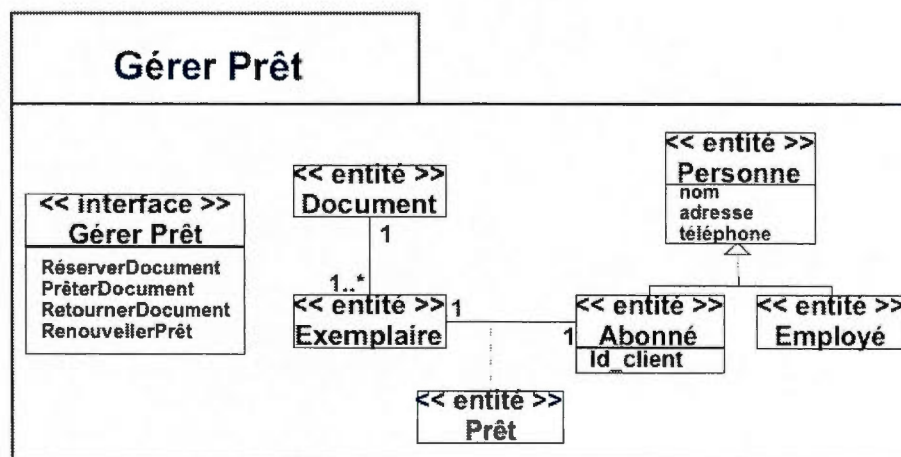 Gérer Prêt
<< interface >>
Gérer Prêt
RéserverDocument
PrêterDocument
RetournerDocument
RenouvellerPrêt
<< entité >>
Document
1
1..*
<< entité >>
Exemplaire
1
1
<< entité >>
Prêt
<< entité >>
Personne
nom
adresse
téléphone
<< entité >>
Abonné
Id_client
<< entité >>
Employé